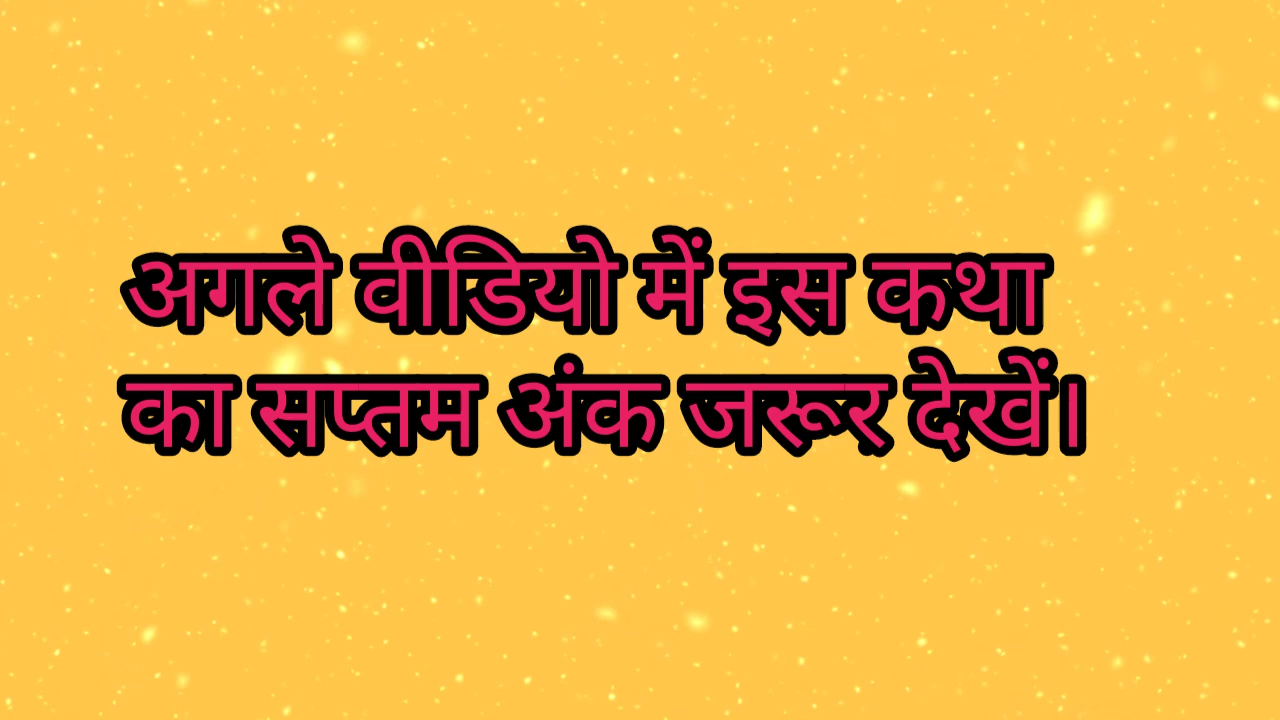 अगले वीडियो में इस कथा
का सप्तम अंक जरूर देखें।